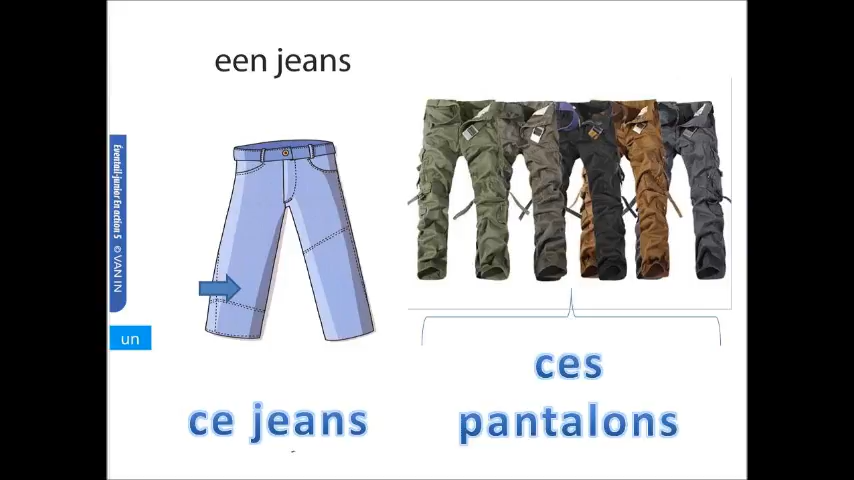 een jeans
Eventail-junior En action 5 © VAN IN
un
ce jeans
ces
pantalons